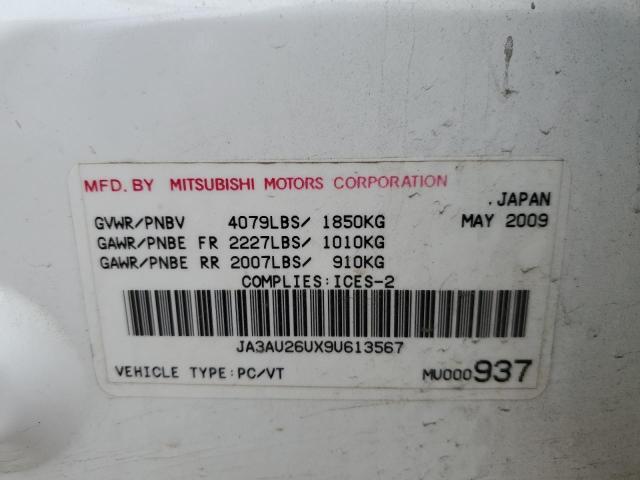 MFD. BY MITSUBISHI MOTORS CORPORATION
JAPAN
GVWR/PNBV 4079LBS/ 1850KG MAY 2009
GAWR/PNBE FR 2227LBS/ 1010KG
GAWR/PNBE RR 2007LBS/ 910KG
COMPLIES:ICES-2
JA3AU26UX9U613567
VEHICLE TYPE:PC/VT MU000937